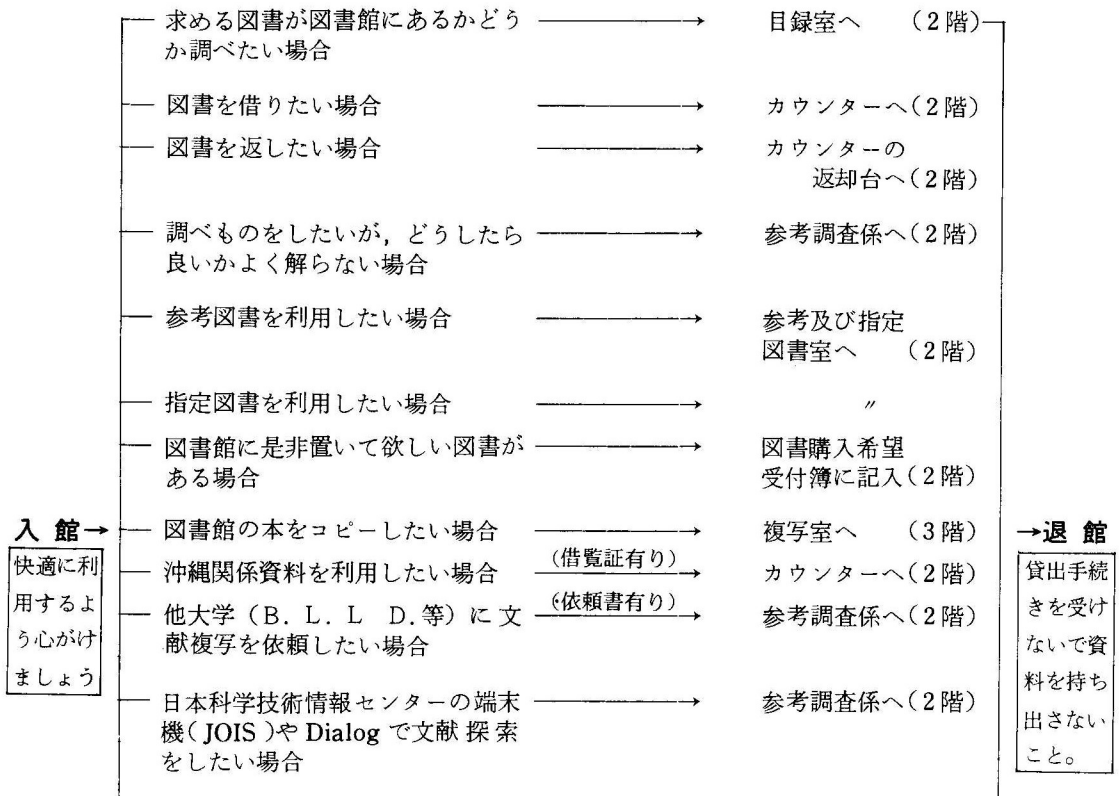 求める図書が図書館にあるかどう → 目録室へ (2階)
か調べたい場合
図書を借りたい場合 → カウンターへ(2階)
図書を返したい場合 → カウンターの
返却台へ(2階)
調べものをしたいが,どうしたら → 参考調査係へ(2階)
良いかよく解らない場合
参考図書を利用したい場合 → 参考及び指定
図書室へ (2階)
指定図書を利用したい場合 → 〃
図書館に是非置いて欲しい図書が → 図書購入希望
ある場合 受付簿に記入(2階)
入館→
快適に利
用するよ
う心がけ
ましょう
図書館の本をコピーしたい場合 → 複写室へ (3階)
沖縄関係資料を利用したい場合 (借覧証有り) → カウンターへ(2階)
他大学(B.L.L D.等)に文 (依頼書有り) → 参考調査係へ(2階)
献複写を依頼したい場合
日本科学技術情報センターの端末 → 参考調査係へ(2階)
機(JOIS)やDialogで文献探索
をしたい場合
→退館
貸出手続
きを受け
ないで資
料を持ち
出さない
こと。